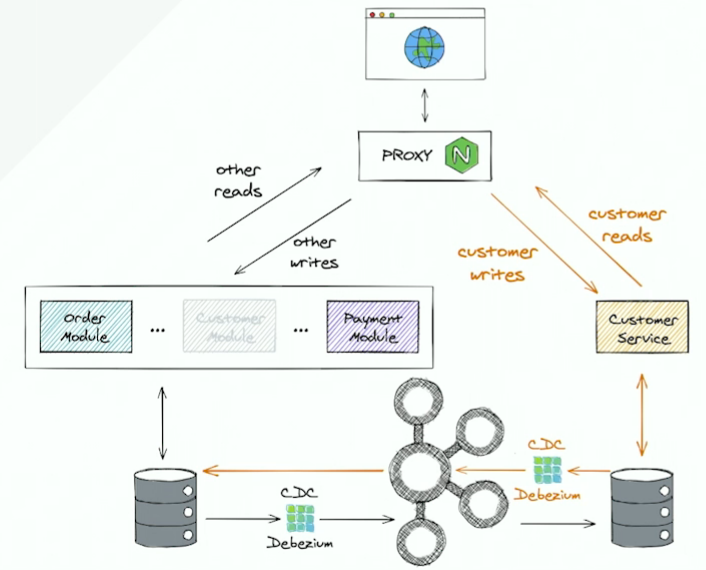 PROXY
N
other
reads
other
writes
customer
reads
customer
writes
Order
Module
...
Customer
Module
...
Payment
Module
Customer
Service
CDC
Debezium
CDC
Debezium